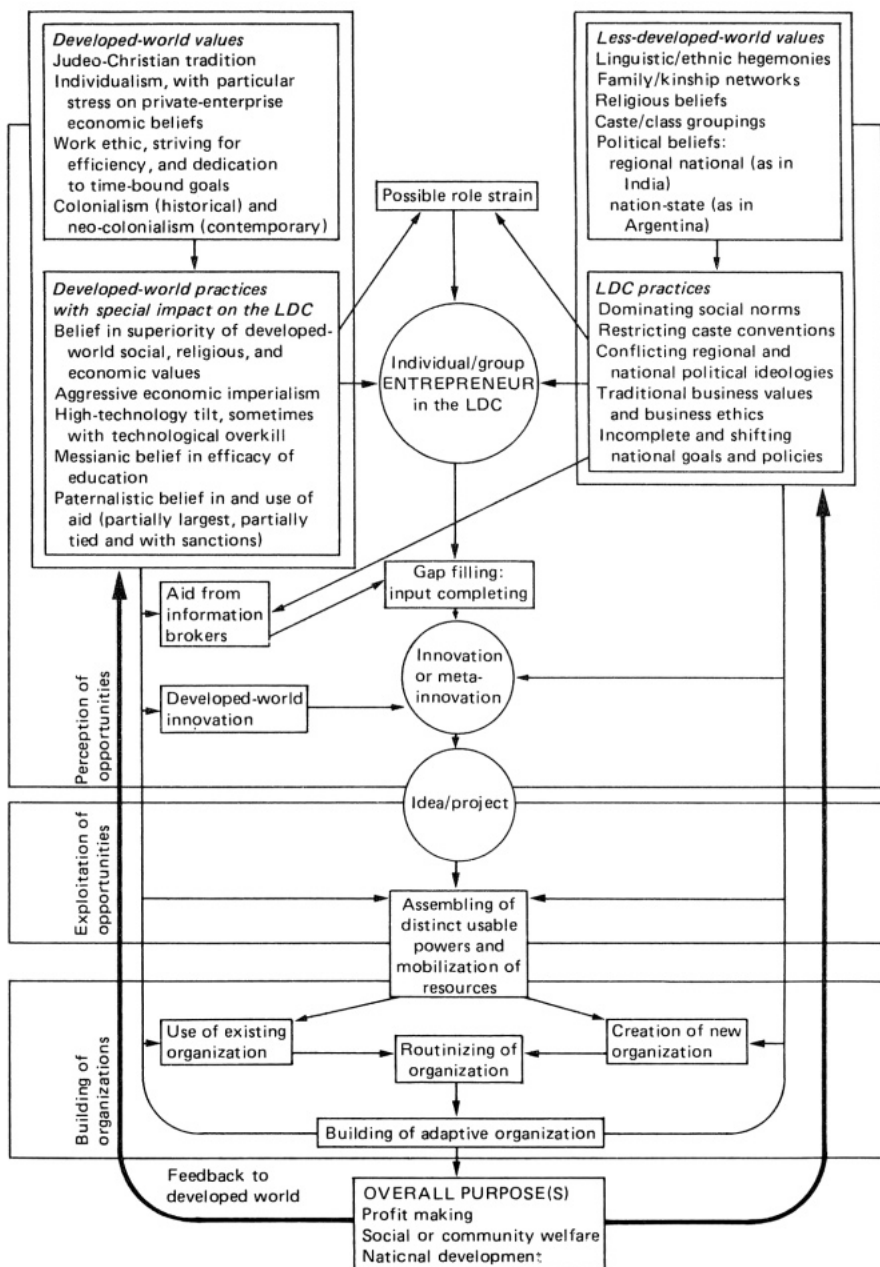 Developed-world values
Judeo-Christian tradition
Individualism, with particular
stress on private-enterprise
economic beliefs
Work ethic, striving for
efficiency, and dedication
to time-bound goals
Colonialism (historical) and
neo-colonialism (contemporary)
Less-developed-world values
Linguistic/ethnic hegemonies
Family/kinship networks
Religious beliefs
Caste/class groupings
Political beliefs:
regional national (as in
India)
nation-state (as in
Argentina)
Possible role strain
Developed-world practices
with special impact on the LDC
Belief in superiority of developed-
world social, religious, and
economic values
Aggressive economic imperialism
High-technology tilt, sometimes
with technological overkill
Messianic belief in efficacy of
education
Paternalistic belief in and use of
aid (partially largest, partially
tied and with sanctions)
Individual/group
ENTREPRENEUR
in the LDC
LDC practices
Dominating social norms
Restricting caste conventions
Conflicting regional and
national political ideologies
Traditional business values
and business ethics
Incomplete and shifting
national goals and policies
Aid from
information
brokers
Gap filling:
input completing
Innovation
or meta-
innovation
Developed-world
innovation
Perception of
opportunities
Idea/project
Exploitation of
opportunities
Assembling of
distinct usable
powers and
mobilization of
resources
Use of existing
organization
Routinizing of
organization
Creation of new
organization
Building of
organizations
Building of adaptive organization
Feedback to
developed world
OVERALL PURPOSE(S)
Profit making
Social or community welfare
National development